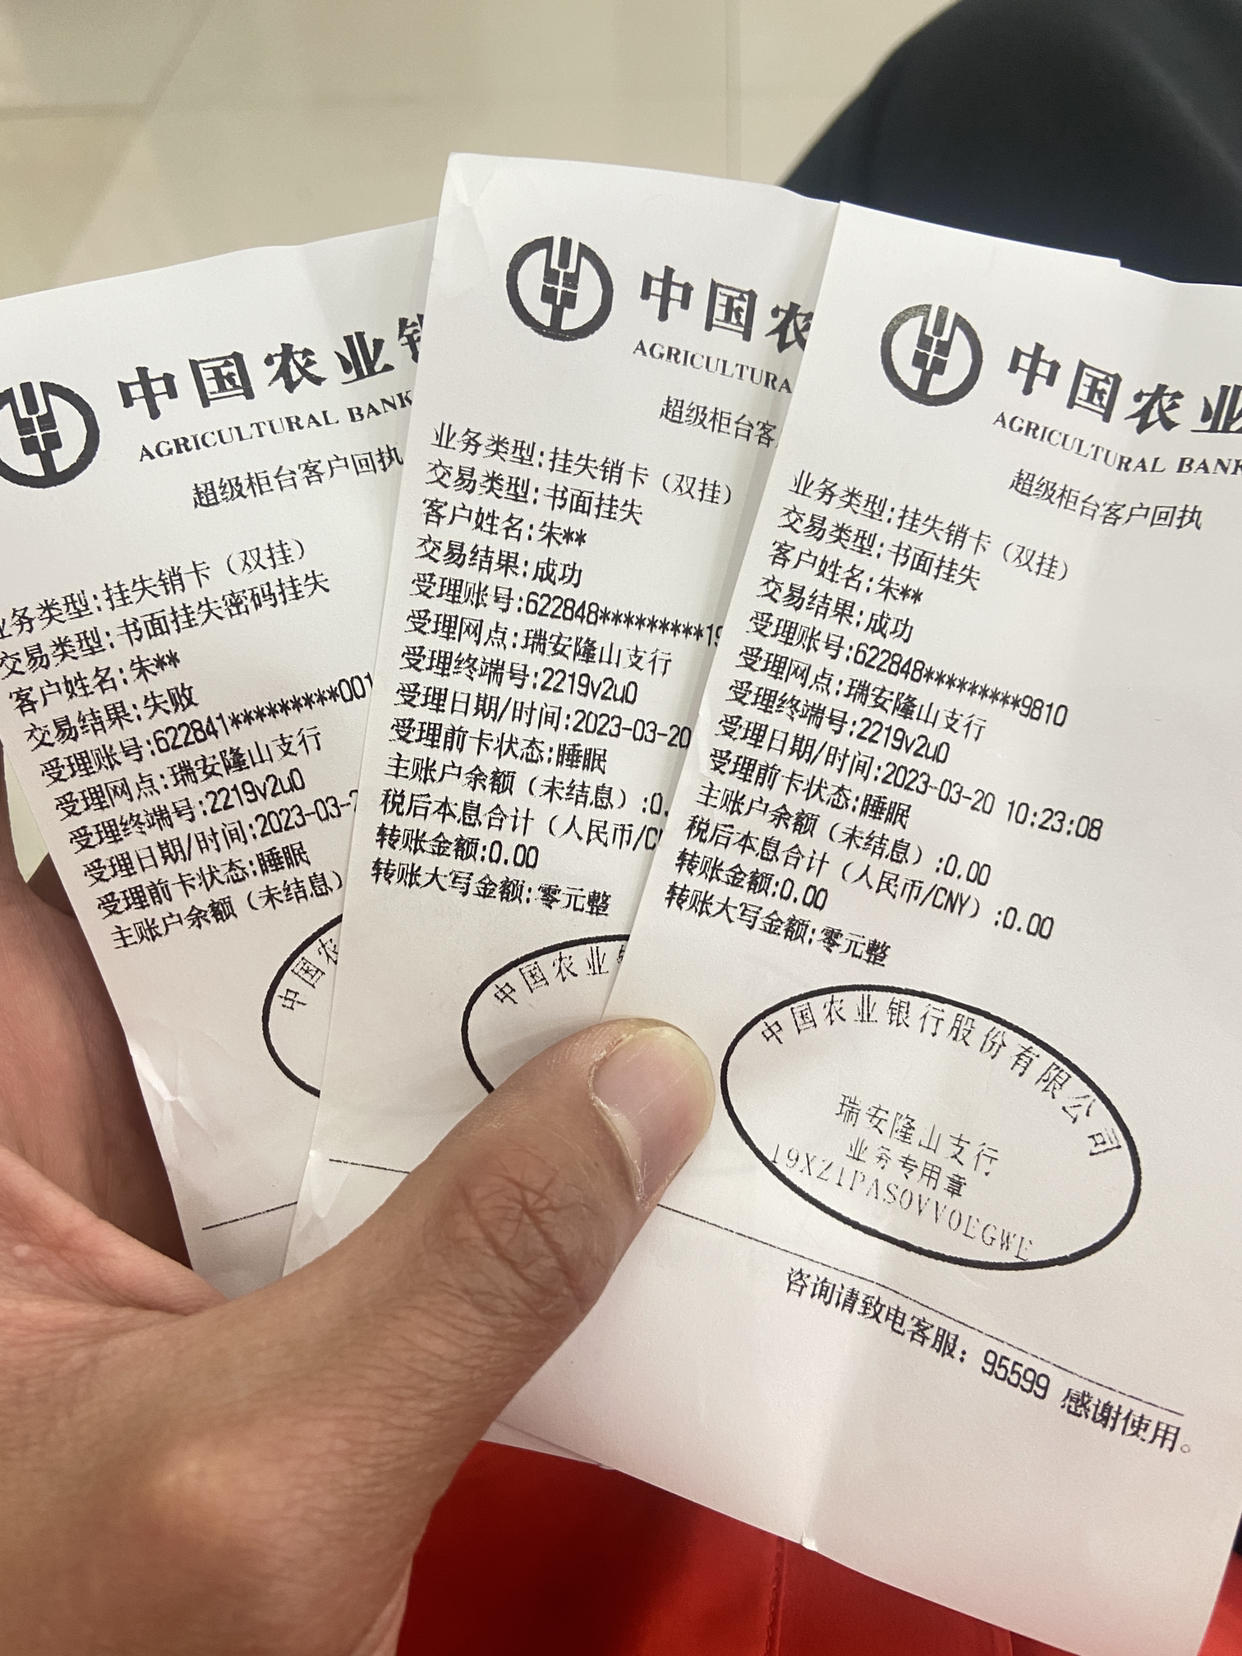 中国农业
AGRICULTURAL BANK
超级柜台客户回执
业务类型:挂失销卡（双挂）
交易类型:书面挂失密码挂失
客户姓名:朱**
交易结果:失败
受理账号:622841*********001
受理网点:瑞安隆山支行
受理终端号:2219v2u0
受理日期/时间:2023-03-
受理前卡状态:睡眠
主账户余额（未结息）
中国农
中国农
AGRICULTURA
超级柜台客
业务类型:挂失销卡（双挂）
交易类型:书面挂失
客户姓名:朱**
交易结果:成功
受理账号:622848*********19
受理网点:瑞安隆山支行
受理终端号:2219v2u0
受理日期/时间:2023-03-20
受理前卡状态:睡眠
主账户余额（未结息）:0.
税后本息合计（人民币/C
转账金额:0.00
转账大写金额:零元整
中国农业
中国农业
AGRICULTURAL BANK
超级柜台客户回执
业务类型:挂失销卡（双挂）
交易类型:书面挂失
客户姓名:朱**
交易结果:成功
受理账号:622848*********9810
受理网点:瑞安隆山支行
受理终端号:2219v2u0
受理日期/时间:2023-03-20 10:23:08
受理前卡状态:睡眠
主账户余额（未结息）:0.00
税后本息合计（人民币/CNY）:0.00
转账金额:0.00
转账大写金额:零元整
中国农业银行股份有限公司
瑞安隆山支行
业务专用章
19XZ1PAS0VV0EGWE
咨询请致电客服: 95599 感谢使用。